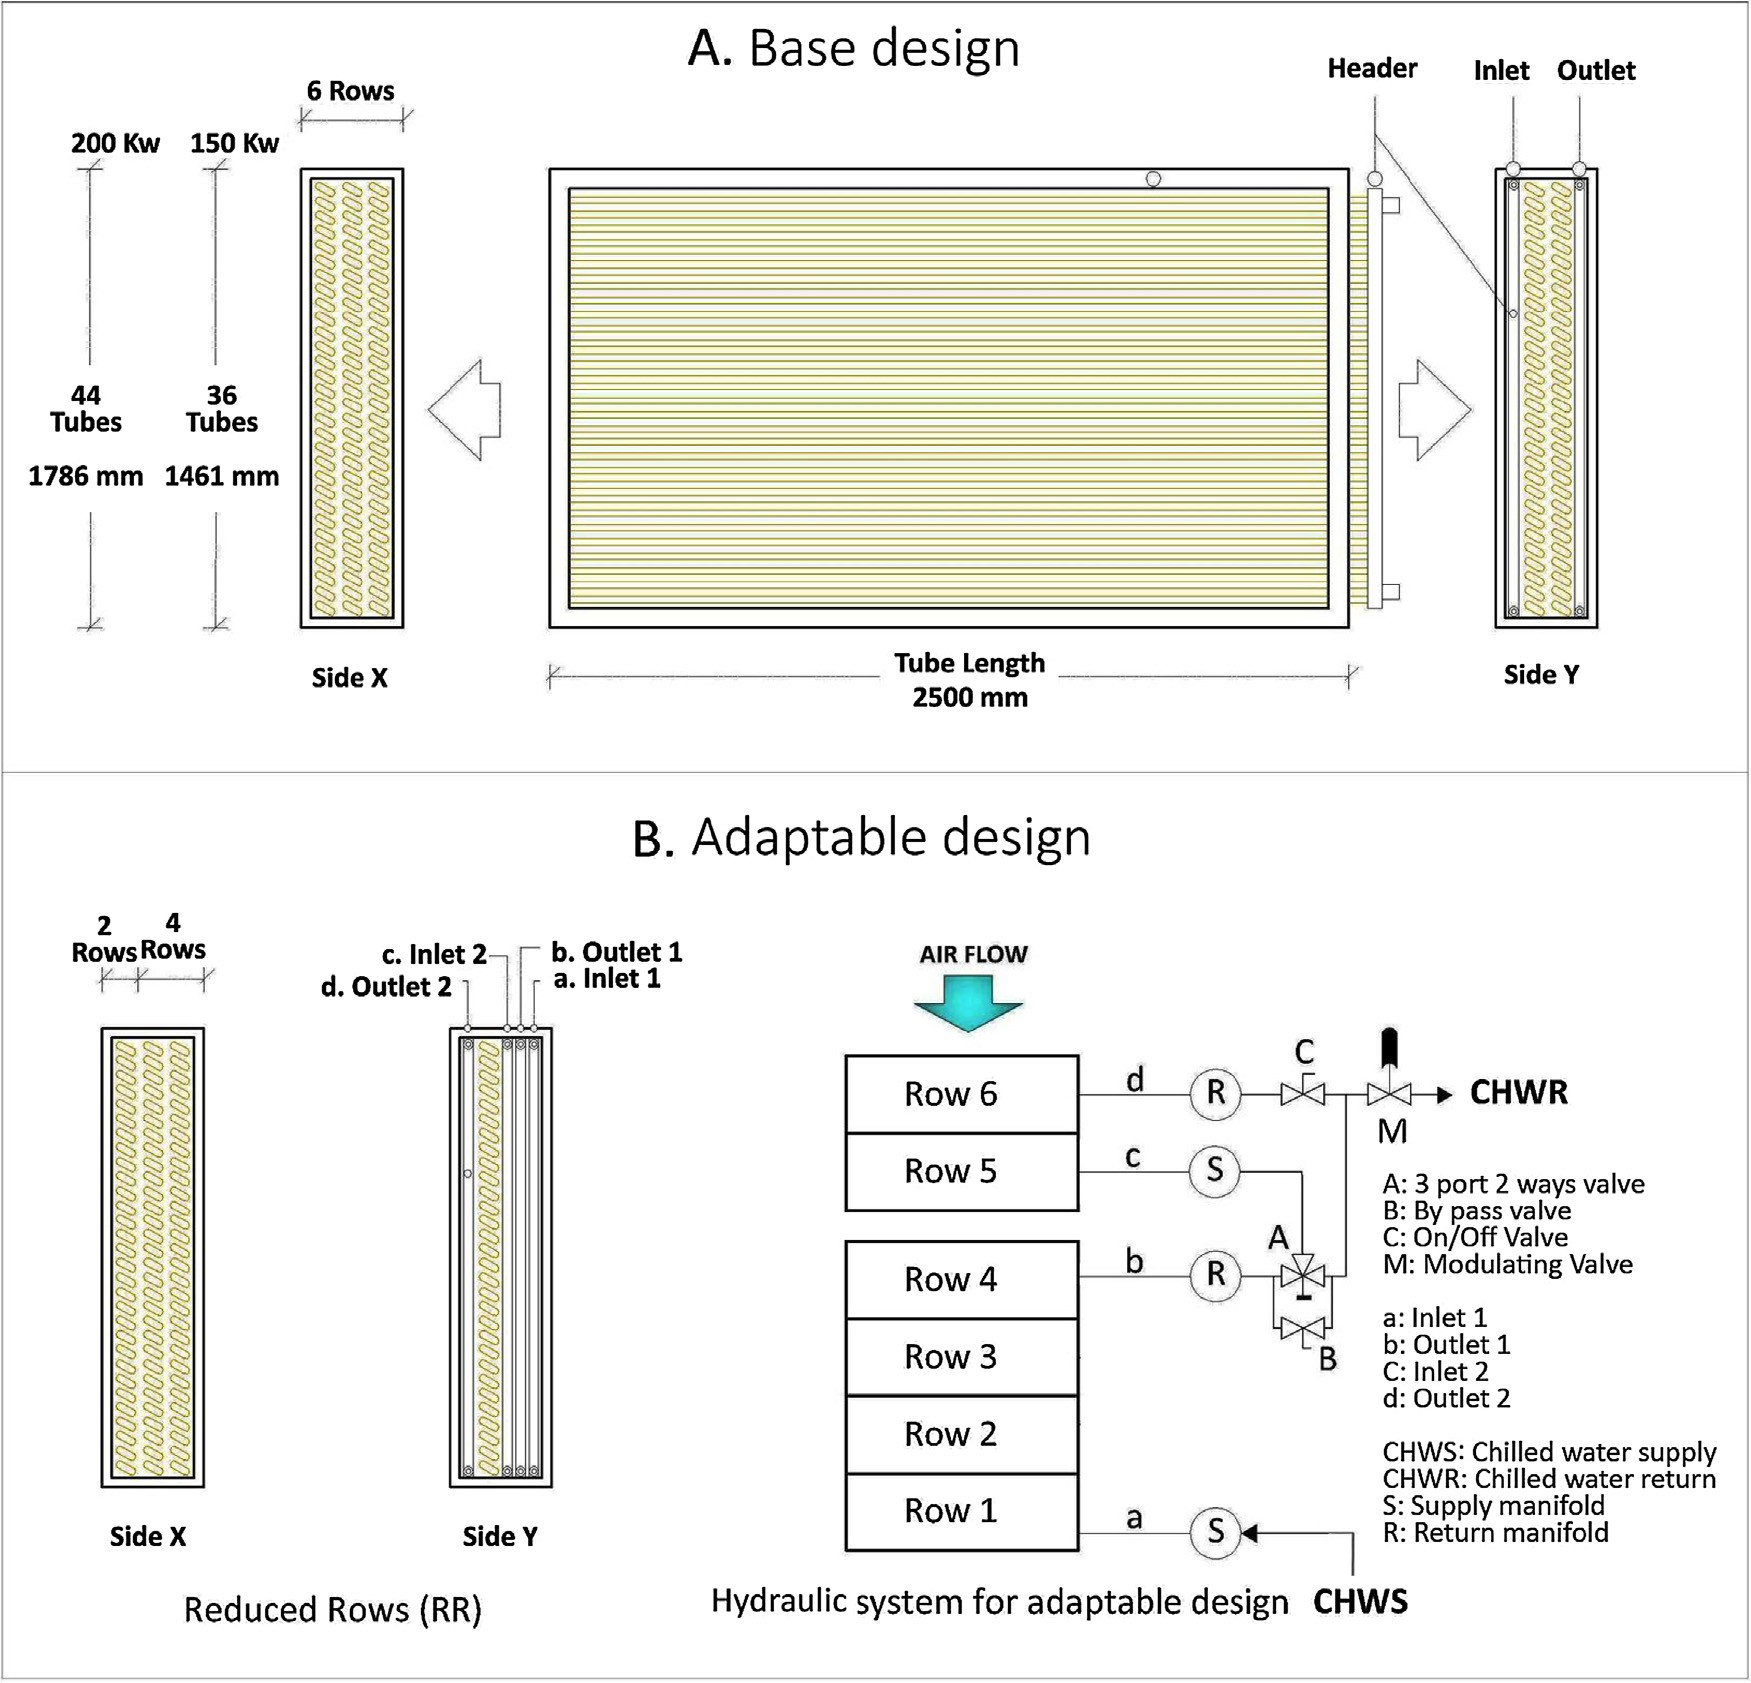 A. Base design
Header
Inlet
Outlet
6 Rows
200 Kw
150 Kw
44
Tubes
1786 mm
36
Tubes
1461 mm
Side X
Tube Length
2500 mm
Side Y
B. Adaptable design
2
Rows
4
Rows
c. Inlet 2
d. Outlet 2
b. Outlet 1
a. Inlet 1
Side X
Side Y
Reduced Rows (RR)
AIR FLOW
Row 6
Row 5
Row 4
Row 3
Row 2
Row 1
d
R
C
M
CHWR
c
S
A
b
R
B
a
S
A: 3 port 2 ways valve
B: By pass valve
C: On/Off Valve
M: Modulating Valve
a: Inlet 1
b: Outlet 1
C: Inlet 2
d: Outlet 2
CHWS: Chilled water supply
CHWR: Chilled water return
S: Supply manifold
R: Return manifold
Hydraulic system for adaptable design CHWS